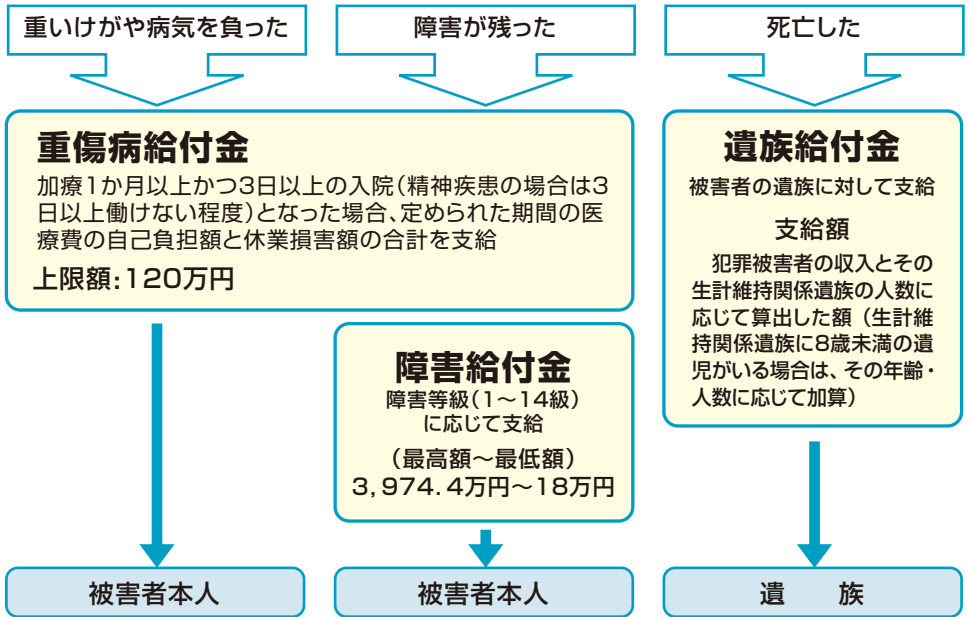 重いけがや病気を負った
障害が残った
死亡した
重傷病給付金
加療1か月以上かつ3日以上の入院（精神疾患の場合は3
日以上働けない程度）となった場合、定められた期間の医
療費の自己負担額と休業損害額の合計を支給
上限額：120万円
障害給付金
障害等級（1～14級）
に応じて支給
（最高額～最低額）
3，974．4万円～18万円
遺族給付金
被害者の遺族に対して支給
支給額
犯罪被害者の収入とその
生計維持関係遺族の人数に
応じて算出した額（生計維
持関係遺族に8歳未満の遺
児がいる場合は、その年齢・
人数に応じて加算）
被害者本人
被害者本人
遺　族